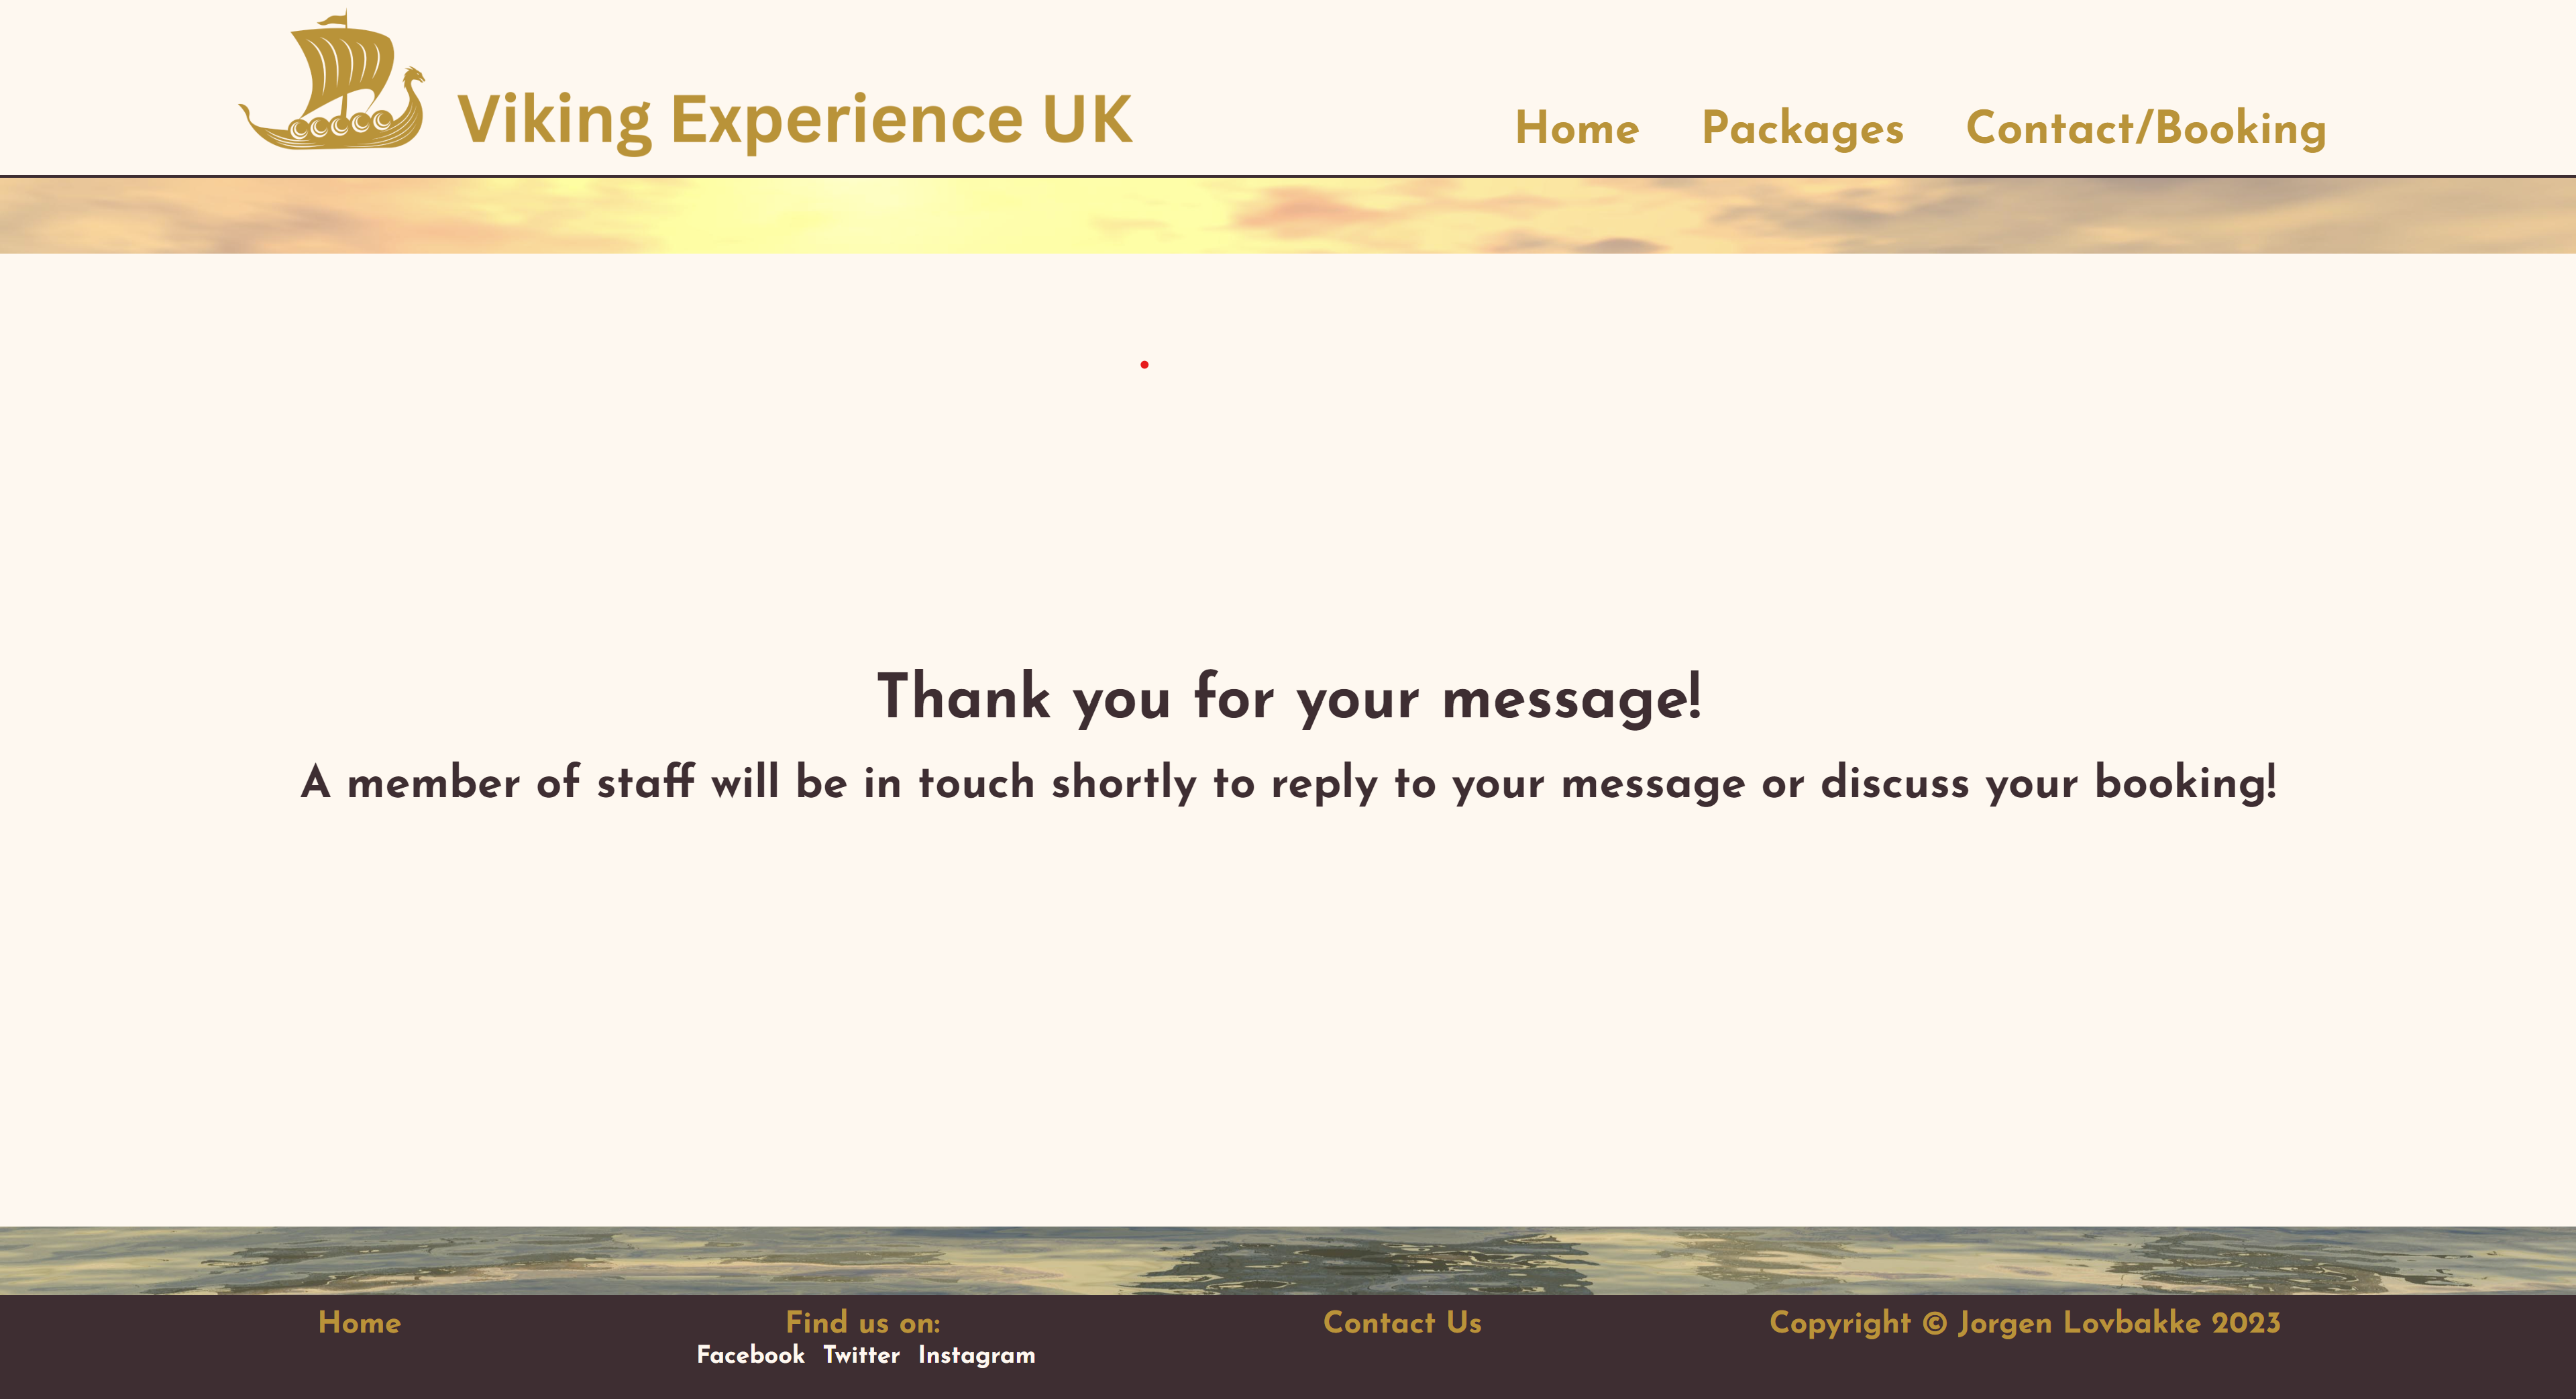 Viking Experience UK
Home Packages Contact/Booking
Thank you for your message!
A member of staff will be in touch shortly to reply to your message or discuss your booking!
Home
Find us on:
Facebook Twitter Instagram
Contact Us
Copyright © Jorgen Lovbakke 2023